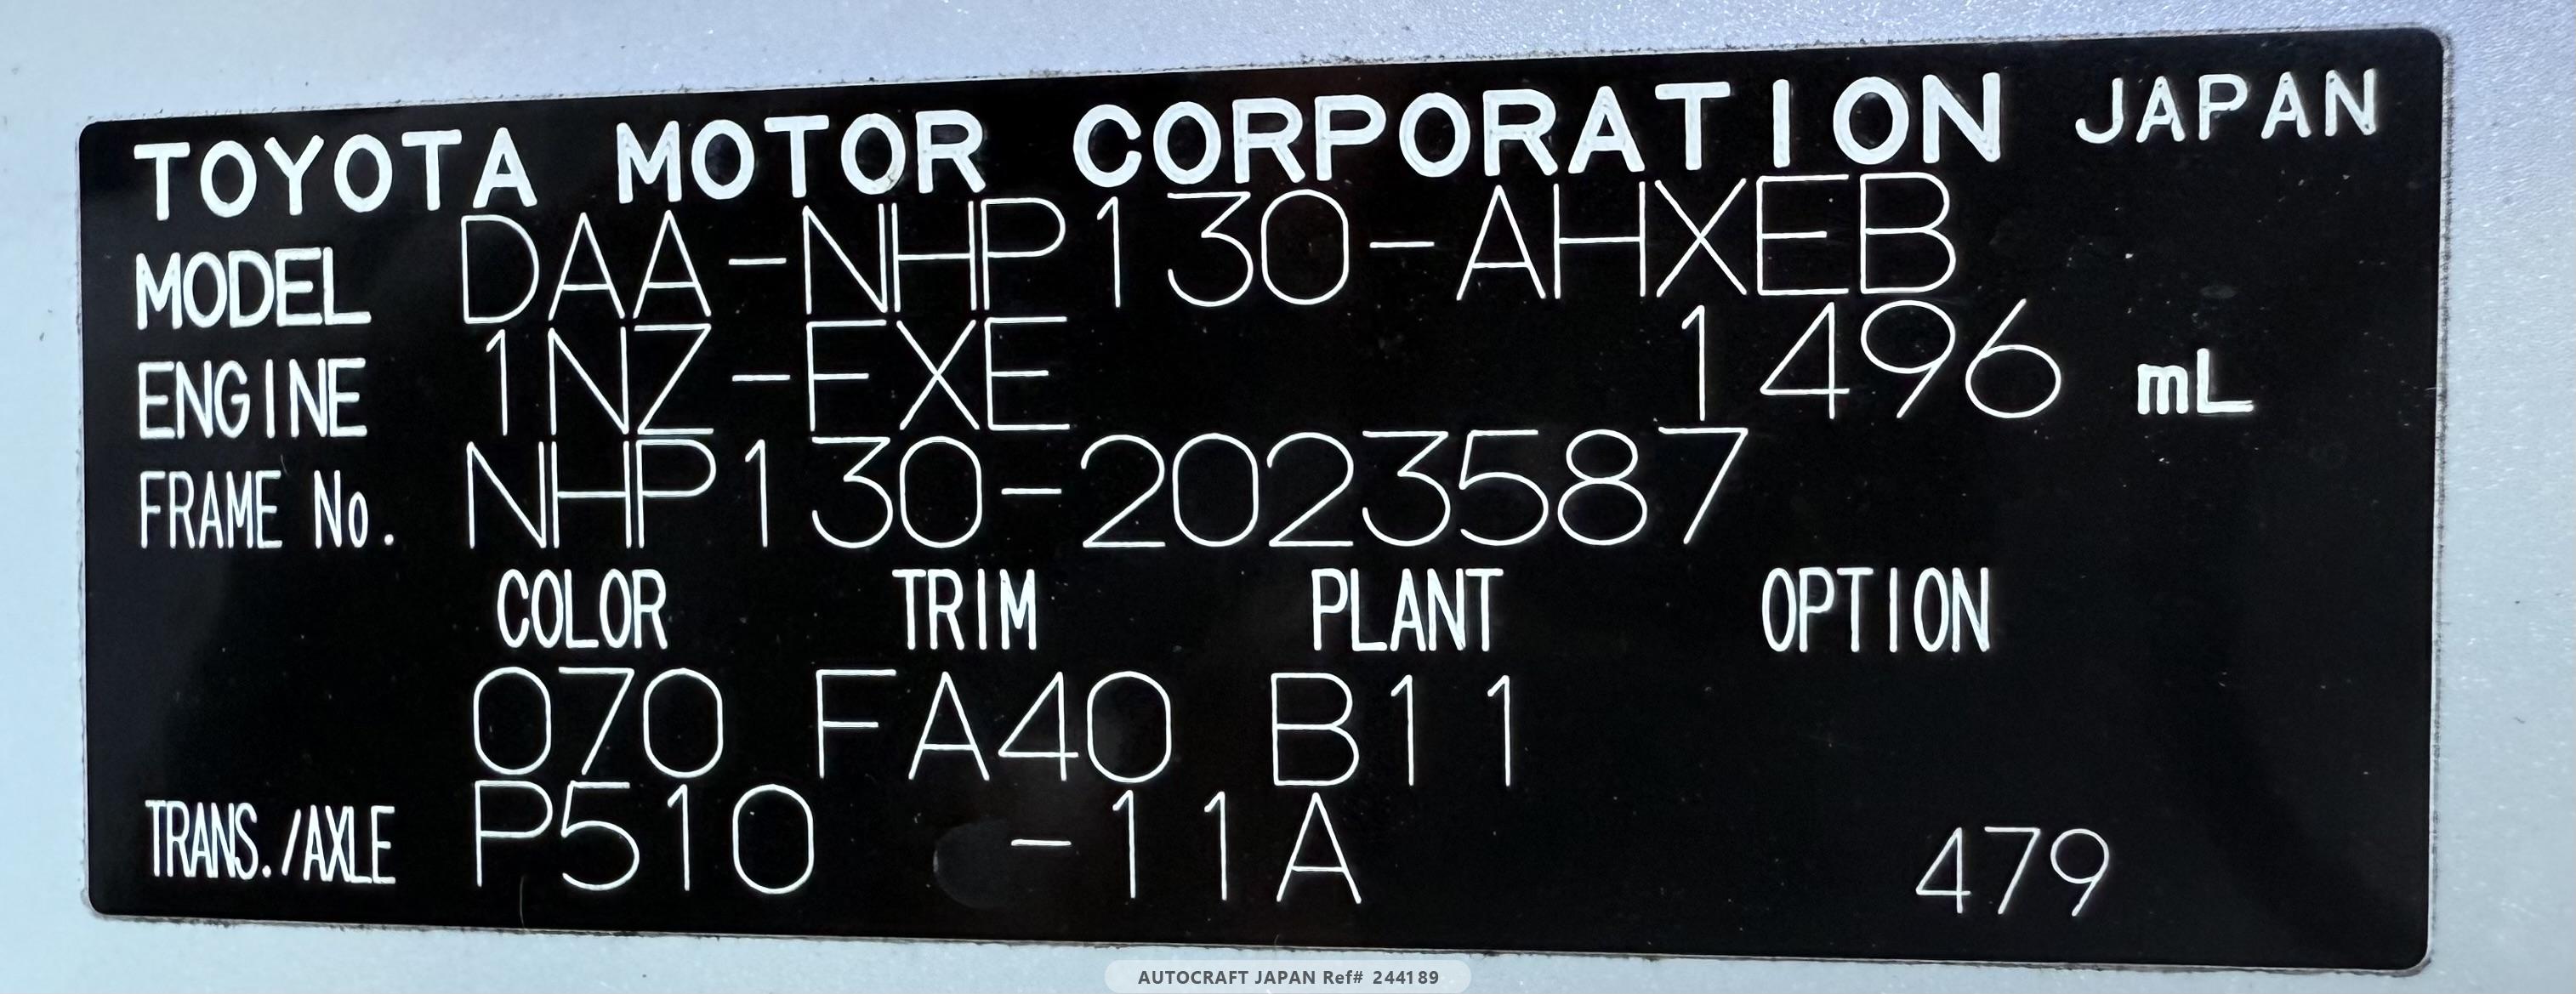 TOYOTA MOTOR CORPORATION JAPAN
MODEL DAA-NHP130-AHXEB
ENGINE 1NZ-FXE 1496 mL
FRAME No. NHP130-2023587
COLOR TRIM PLANT OPTION
070 FA40 B11
TRANS./AXLE P510 -11A 479
AUTOCRAFT JAPAN Ref# 244189